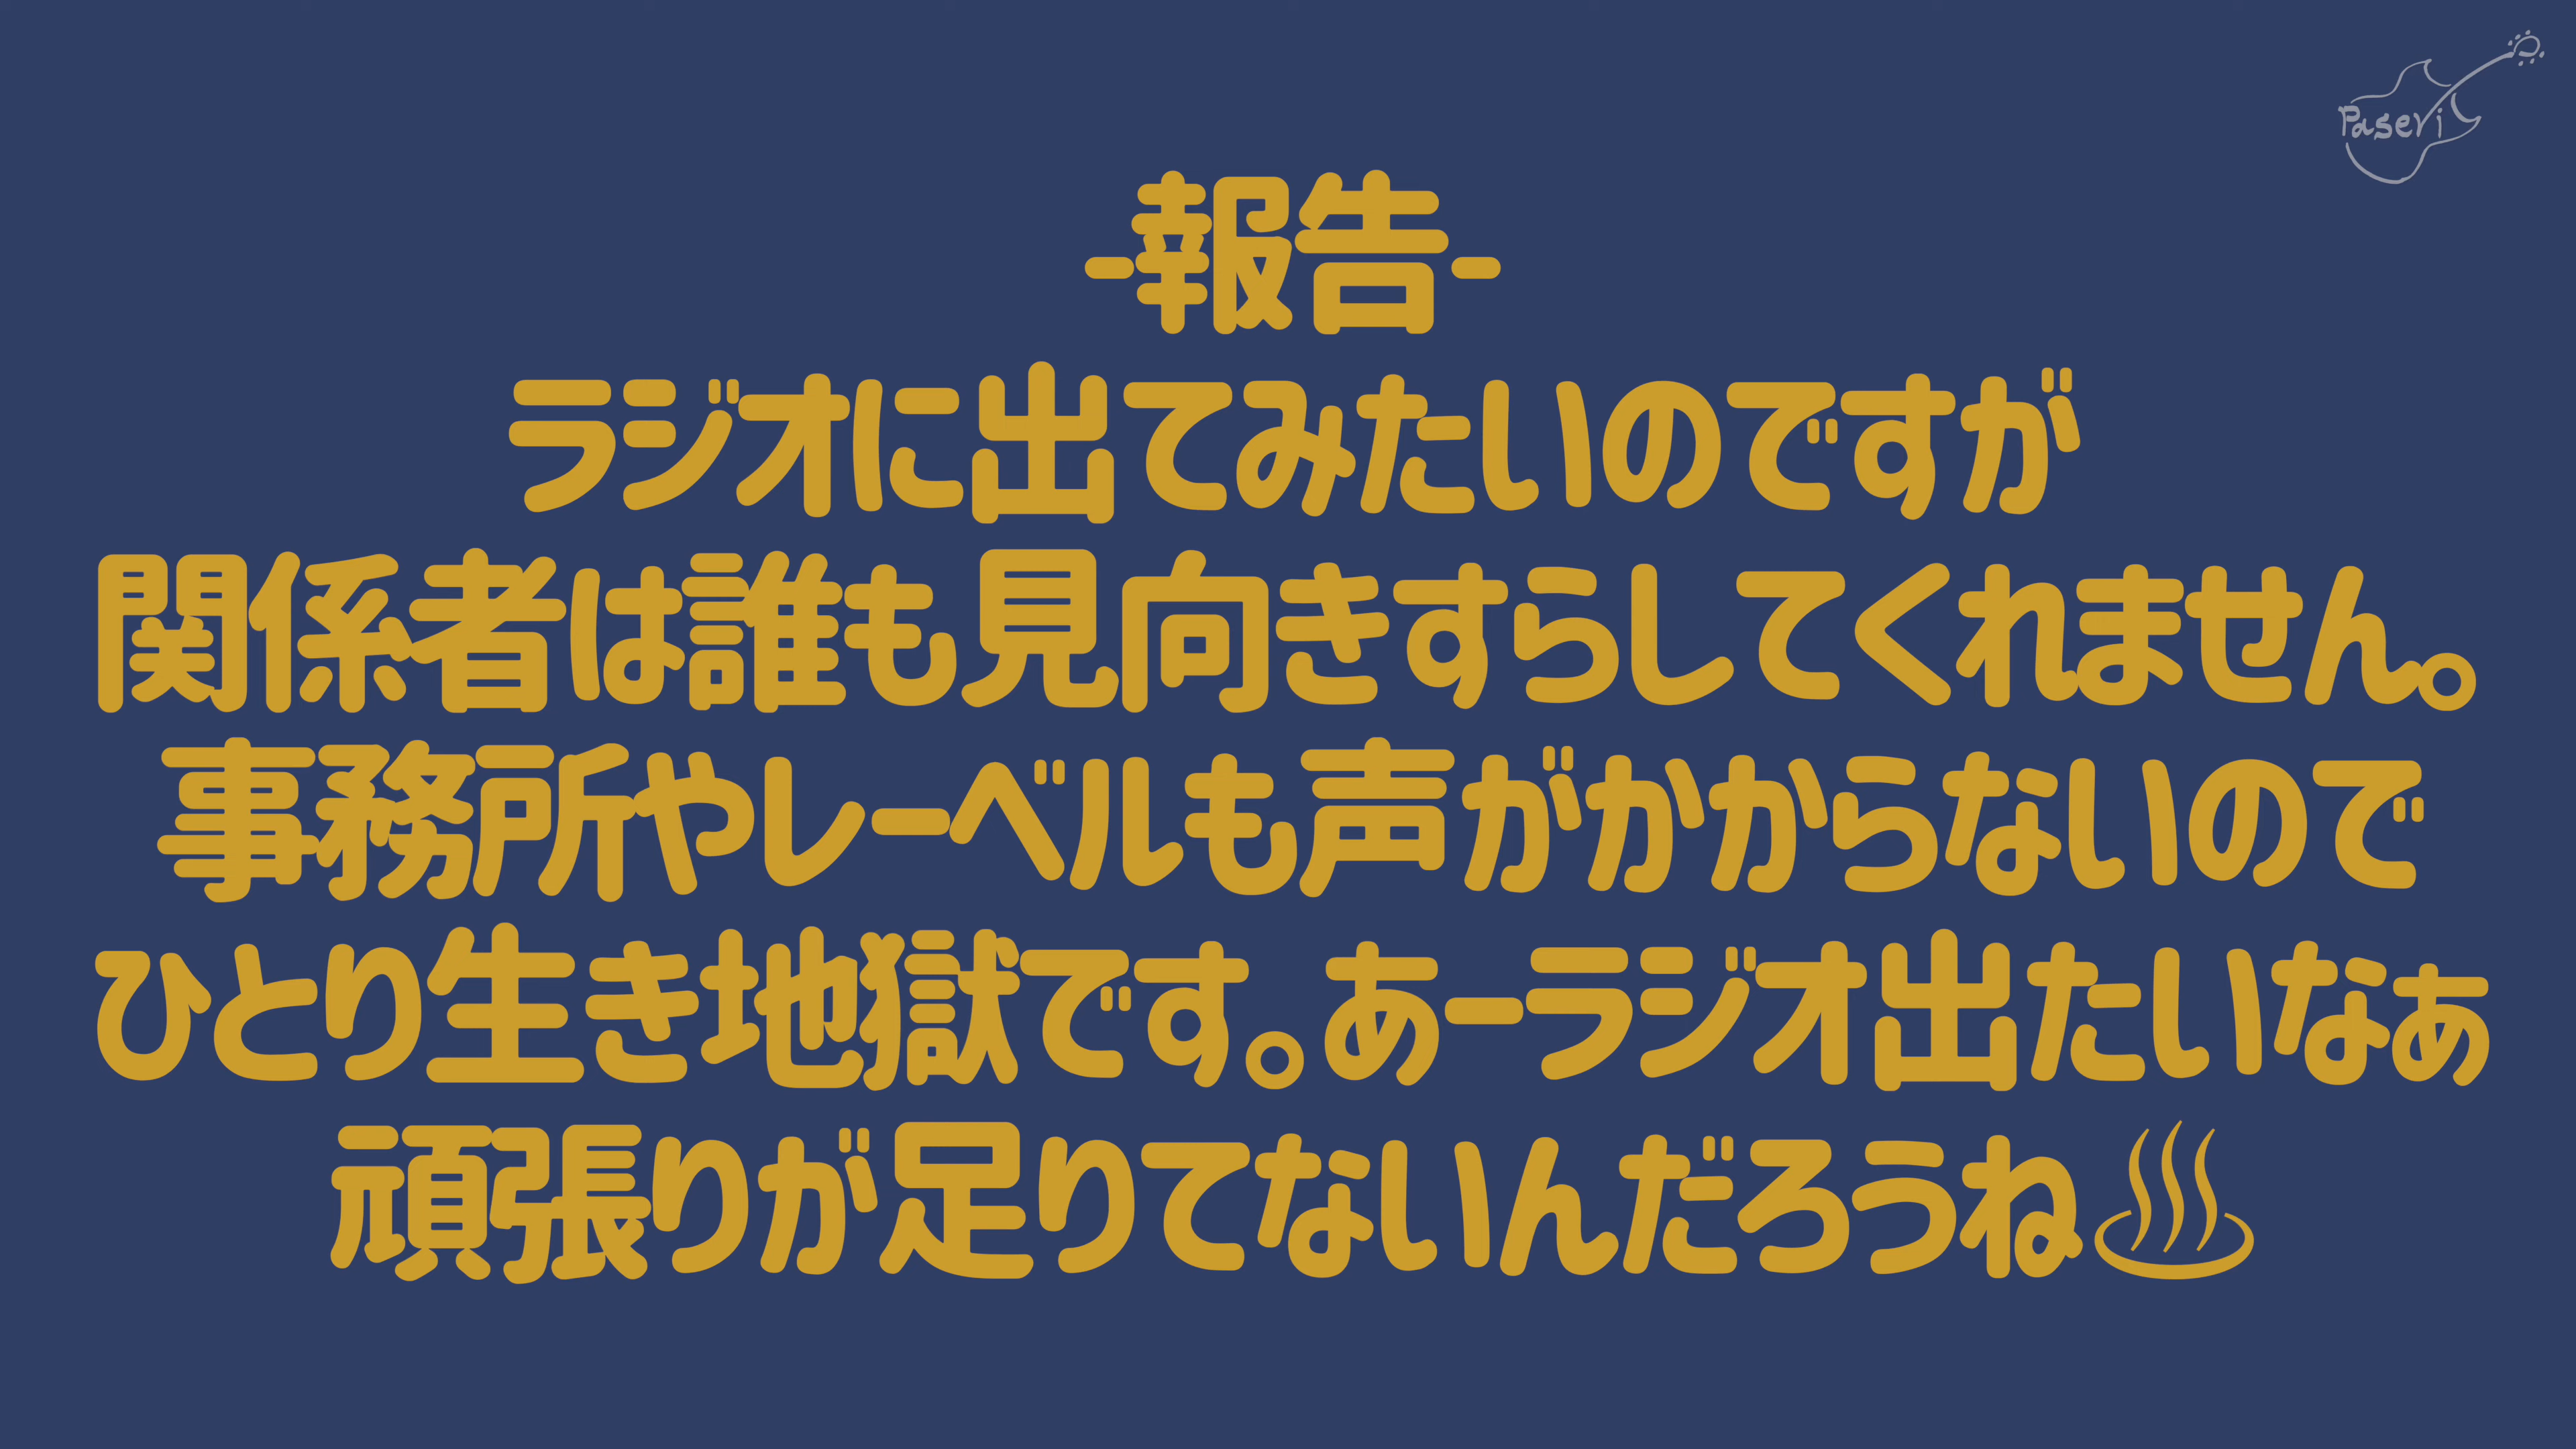 Paseri
-報告-
ラジオに出てみたいのですが
関係者は誰も見向きすらしてくれません。
事務所やレーベルも声がかからないので
ひとり生き地獄です。あーラジオ出たいなぁ
頑張りが足りてないんだろうね♨